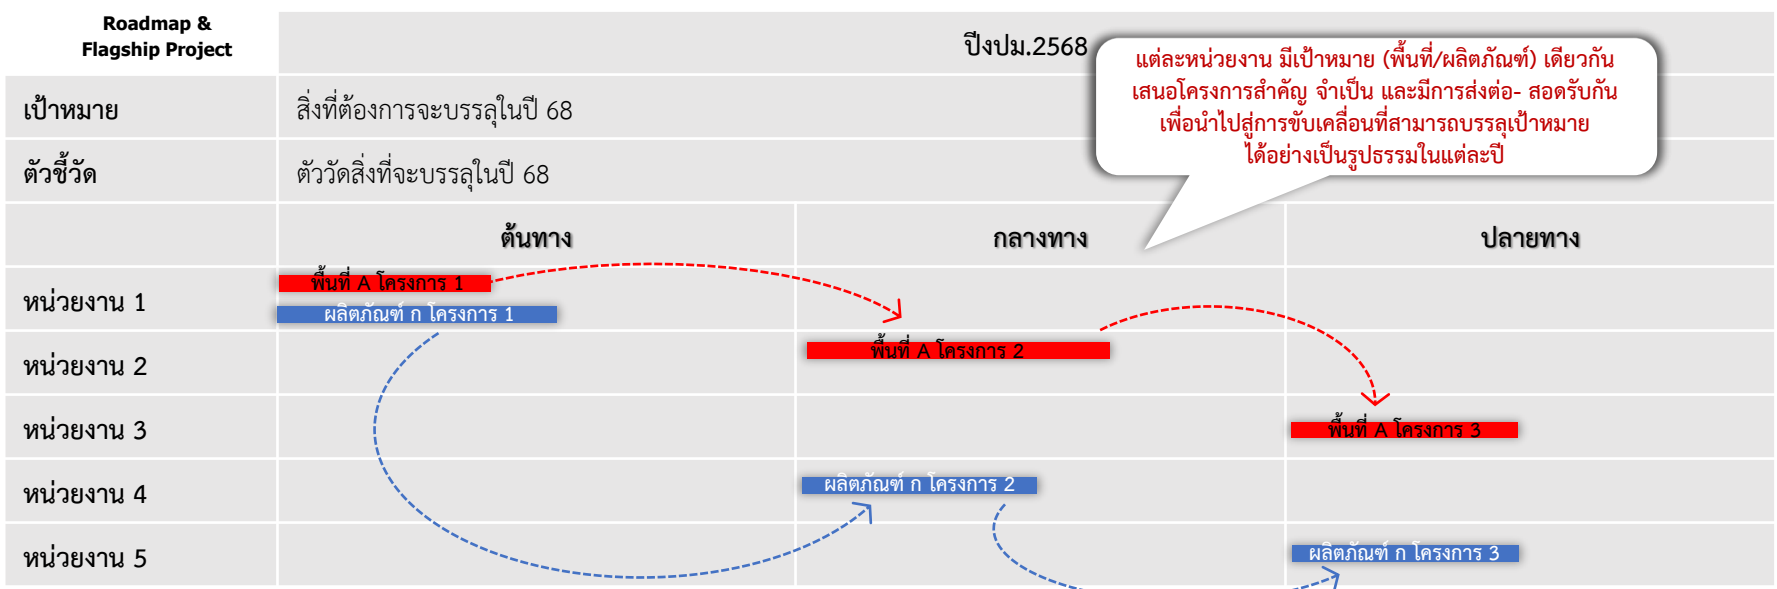 Roadmap &
Flagship Project
ปีงปม.2568
แต่ละหน่วยงาน มีเป้าหมาย (พื้นที่/ผลิตภัณฑ์) เดียวกัน
เสนอโครงการสำคัญ จำเป็น และมีการส่งต่อ- สอดรับกัน
เพื่อนำไปสู่การขับเคลื่อนที่สามารถบรรลุเป้าหมาย
ได้อย่างเป็นรูปธรรมในแต่ละปี
เป้าหมาย
สิ่งที่ต้องการจะบรรลุในปี 68
ตัวชี้วัด
ตัววัดสิ่งที่จะบรรลุในปี 68
ต้นทาง
กลางทาง
ปลายทาง
หน่วยงาน 1
พื้นที่ A โครงการ 1
ผลิตภัณฑ์ ก โครงการ 1
หน่วยงาน 2
พื้นที่ A โครงการ 2
หน่วยงาน 3
พื้นที่ A โครงการ 3
หน่วยงาน 4
ผลิตภัณฑ์ ก โครงการ 2
หน่วยงาน 5
ผลิตภัณฑ์ ก โครงการ 3